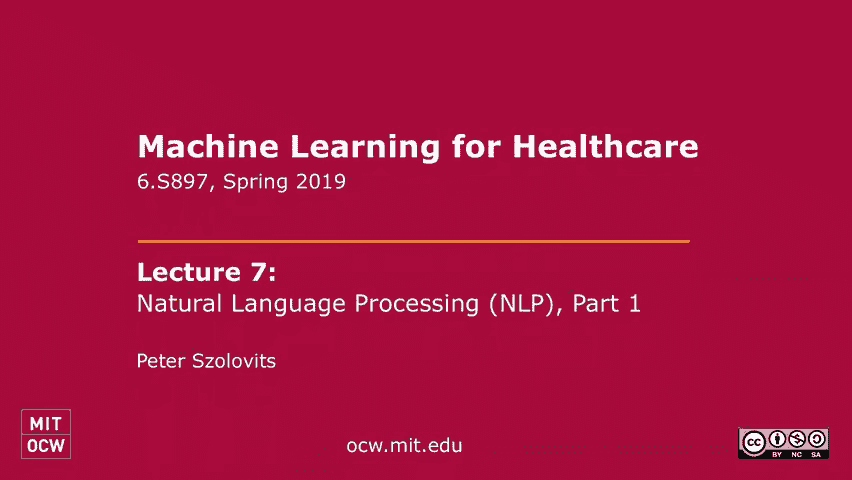 Machine Learning for Healthcare
6.S897, Spring 2019
Lecture 7:
Natural Language Processing (NLP), Part 1
Peter Szolovits
MIT
OCW
ocw.mit.edu
cc
BY NC SA